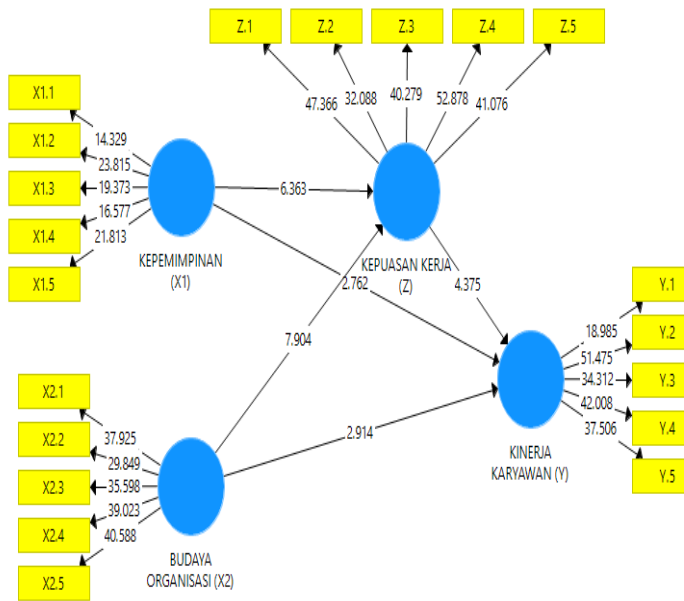 Z.1
Z.2
Z.3
Z.4
Z.5
47.366
32.088
40.279
52.878
41.076
X1.1
X1.2
X1.3
X1.4
X1.5
14.329
23.815
19.373
16.577
21.813
KEPEMIMPINAN
(X1)
6.363
KEPUASAN KERJA
(Z)
2.762
4.375
7.904
2.914
Y.1
Y.2
Y.3
Y.4
Y.5
18.985
51.475
34.312
42.008
37.506
KINERJA
KARYAWAN (Y)
X2.1
X2.2
X2.3
X2.4
X2.5
37.925
29.849
35.598
39.023
40.588
BUDAYA
ORGANISASI (X2)